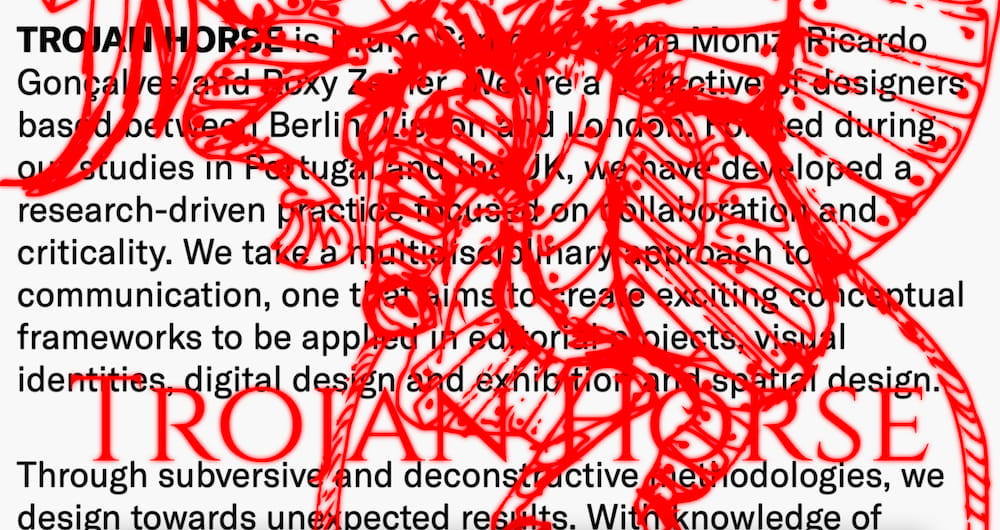 TROJAN HORSE is Bruno Ma Moniz, Ricardo
Gonçalves and Roxy Zeiher. We are a collective of designers
based between Berlin, Lisbon and London. Formed during
our studies in Portugal and the UK, we have developed a
research-driven practice focused on collaboration and
criticality. We take a multidisciplinary approach to
communication, one that aims to create exciting conceptual
frameworks to be applied in editorial projects, visual
identities, digital design and exhibition and spatial design.
TROJAN HORSE
Through subversive and deconstructive methodologies, we
design towards unexpected results. With knowledge of